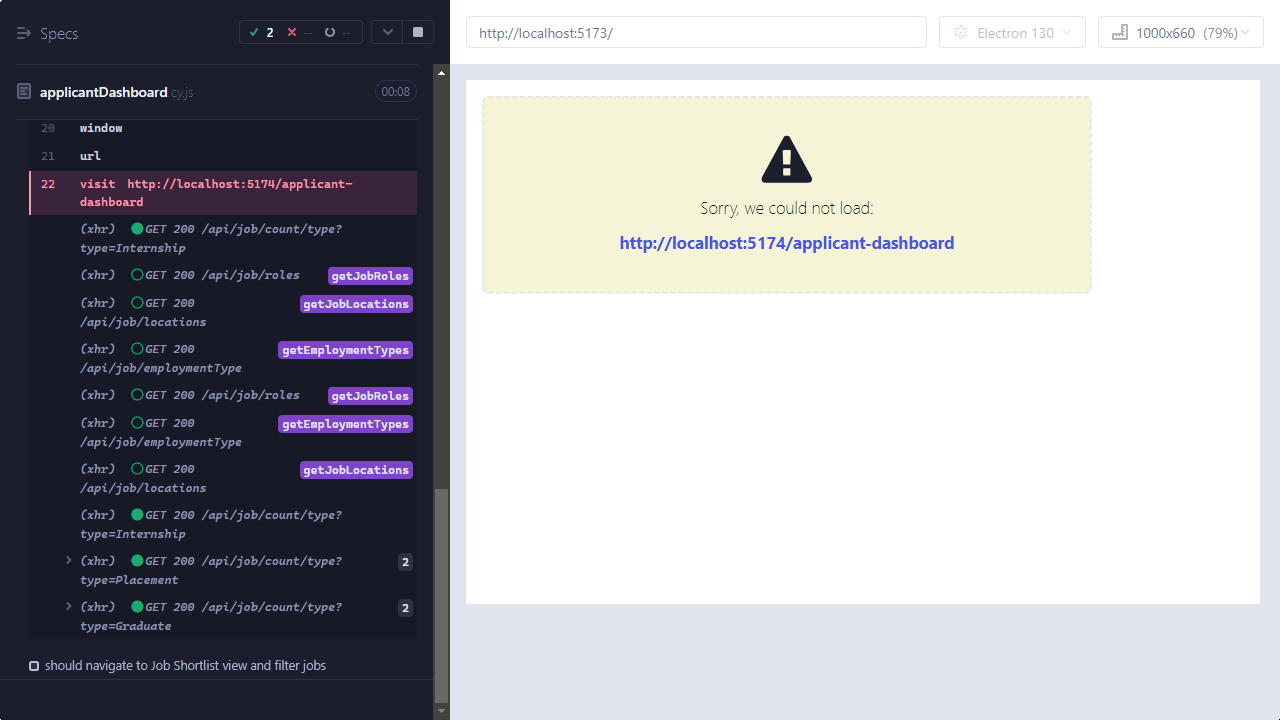 Specs
2
--
--
applicantDashboard.cy.js
00:08
20 window
21 url
22 visit http://localhost:5174/applicant-
dashboard
(xhr) GET 200 /api/job/count/type?
type=Internship
(xhr) GET 200 /api/job/roles getJobRoles
(xhr) GET 200 getJobLocations
/api/job/locations
(xhr) GET 200 getEmploymentTypes
/api/job/employmentType
(xhr) GET 200 /api/job/roles getJobRoles
(xhr) GET 200 getEmploymentTypes
/api/job/employmentType
(xhr) GET 200 getJobLocations
/api/job/locations
(xhr) GET 200 /api/job/count/type?
type=Internship
(xhr) GET 200 /api/job/count/type? 2
type=Placement
(xhr) GET 200 /api/job/count/type? 2
type=Graduate
should navigate to Job Shortlist view and filter jobs
http://localhost:5173/
Electron 130
1000x660 (79%)
Sorry, we could not load:
http://localhost:5174/applicant-dashboard